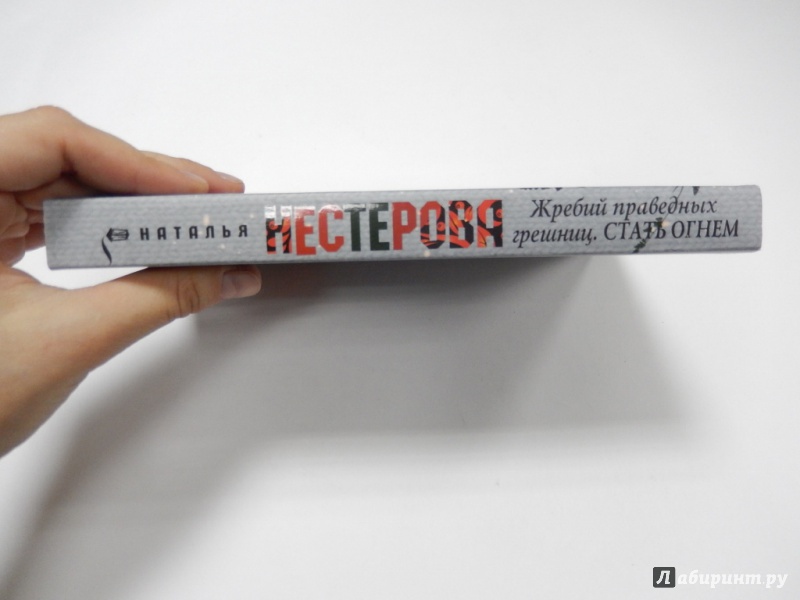 НАТАЛЬЯ
НЕСТЕРОВА
Жребий праведных
грешниц. СТАТЬ ОГНЕМ
Лабиринт.ру